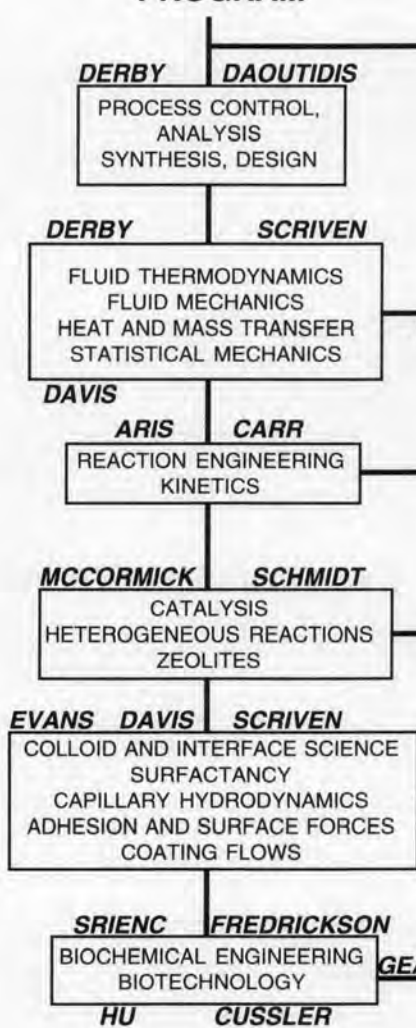 DERBY DAOUTIDIS
PROCESS CONTROL,
ANALYSIS
SYNTHESIS, DESIGN
DERBY SCRIVEN
FLUID THERMODYNAMICS
FLUID MECHANICS
HEAT AND MASS TRANSFER
STATISTICAL MECHANICS
DAVIS
ARIS CARR
REACTION ENGINEERING
KINETICS
MCCORMICK SCHMIDT
CATALYSIS
HETEROGENEOUS REACTIONS
ZEOLITES
EVANS DAVIS SCRIVEN
COLLOID AND INTERFACE SCIENCE
SURFACTANCY
CAPILLARY HYDRODYNAMICS
ADHESION AND SURFACE FORCES
COATING FLOWS
SRIENC FREDRICKSON
BIOCHEMICAL ENGINEERING
BIOTECHNOLOGY
HU CUSSLER